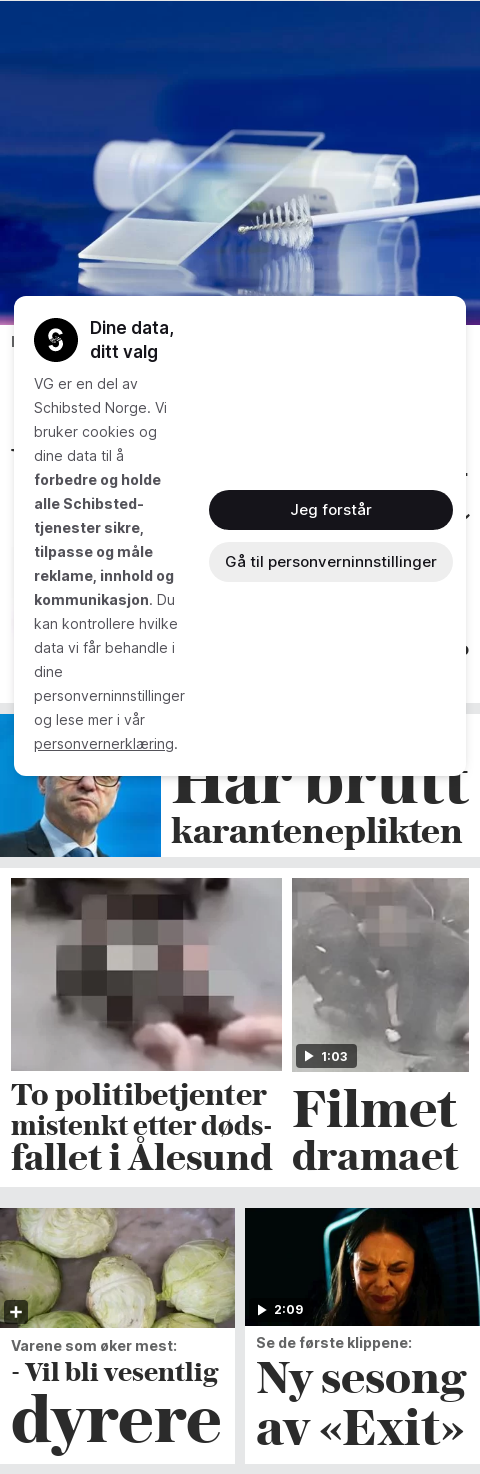 Dine data,
ditt valg
VG er en del av
Schibsted Norge. Vi
bruker cookies og
dine data til å
forbedre og holde
alle Schibsted-
tjenester sikre,
tilpasse og måle
reklame, innhold og
kommunikasjon. Du
kan kontrollere hvilke
data vi får behandle i
dine
personverninnstillinger
og lese mer i vår
personvernerklæring.
Jeg forstår
Gå til personverninnstillinger
Har brutt
karanteneplikten
1:03
To politibetjenter
mistenkt etter døds-
fallet i Ålesund
Filmet
dramaet
Varene som øker mest:
- Vil bli vesentlig
dyrere
2:09
Se de første klippene:
Ny sesong
av «Exit»